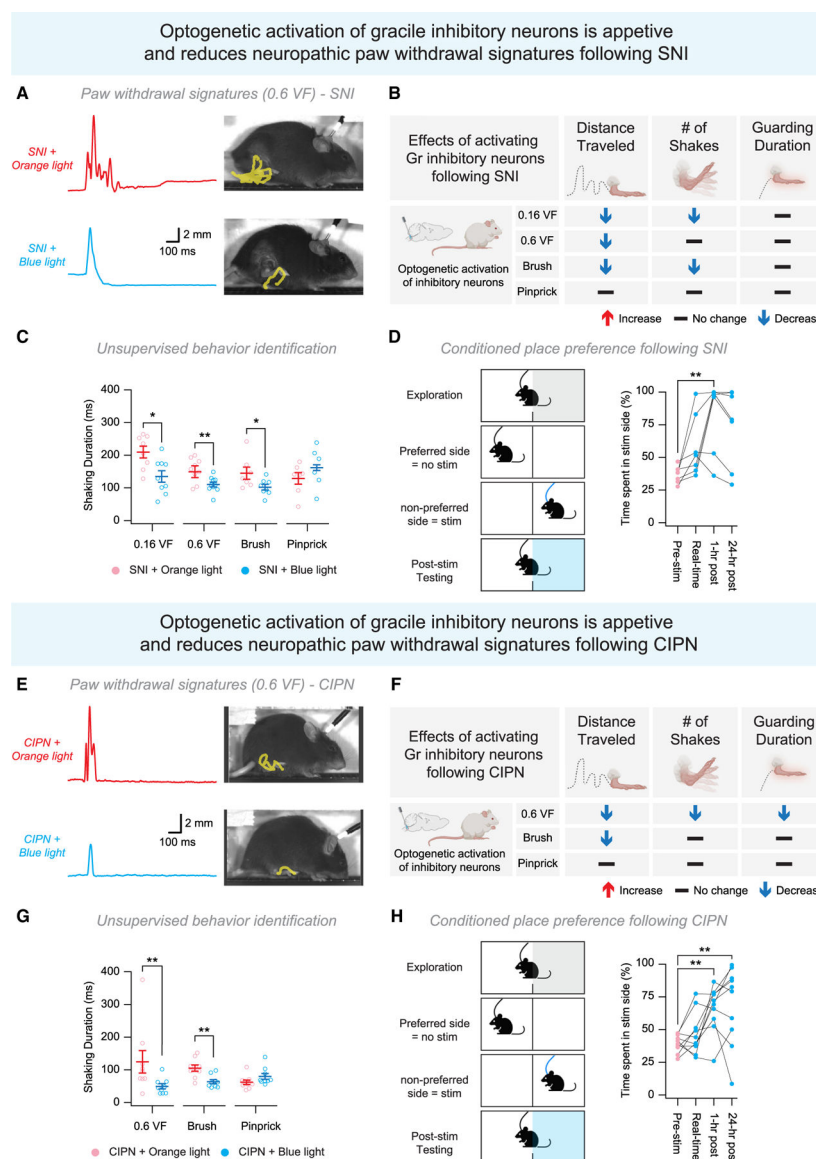 Optogenetic activation of gracile inhibitory neurons is appetive
and reduces neuropathic paw withdrawal signatures following SNI
A
Paw withdrawal signatures (0.6 VF) - SNI
SNI +
Orange light
SNI +
Blue light
2 mm
100 ms
B
Effects of activating
Gr inhibitory neurons
following SNI
Distance
Traveled
# of
Shakes
Guarding
Duration
Optogenetic activation
of inhibitory neurons
0.16 VF
0.6 VF
Brush
Pinprick
Increase
No change
Decreas
C
Unsupervised behavior identification
Shaking Duration (ms)
400
300
200
100
0
*
**
*
0.16 VF
0.6 VF
Brush
Pinprick
SNI + Orange light
SNI + Blue light
D
Conditioned place preference following SNI
Exploration
Preferred side
= no stim
non-preferred
side = stim
Post-stim
Testing
Time spent in stim side (%)
100
75
50
25
0
**
Pre-stim
Real-time
1-hr post
24-hr post
Optogenetic activation of gracile inhibitory neurons is appetive
and reduces neuropathic paw withdrawal signatures following CIPN
E
Paw withdrawal signatures (0.6 VF) - CIPN
CIPN +
Orange light
CIPN +
Blue light
2 mm
100 ms
F
Effects of activating
Gr inhibitory neurons
following CIPN
Distance
Traveled
# of
Shakes
Guarding
Duration
Optogenetic activation
of inhibitory neurons
0.6 VF
Brush
Pinprick
Increase
No change
Decreas
G
Unsupervised behavior identification
Shaking Duration (ms)
400
300
200
100
0
**
**
0.6 VF
Brush
Pinprick
CIPN + Orange light
CIPN + Blue light
H
Conditioned place preference following CIPN
Exploration
Preferred side
= no stim
non-preferred
side = stim
Post-stim
Testing
Time spent in stim side (%)
100
75
50
25
0
**
**
Pre-stim
Real-time
1-hr post
24-hr post